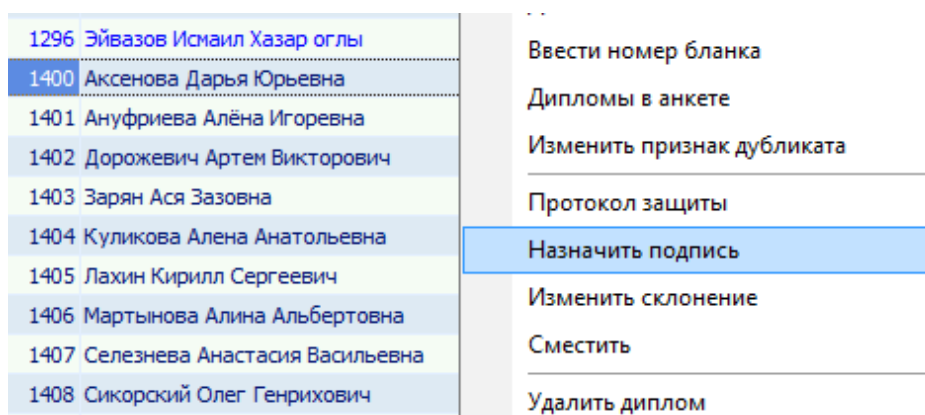 1296 Эйвазов Исмаил Хазар оглы
1400 Аксенова Дарья Юрьевна
1401 Ануфриева Алёна Игоревна
1402 Дорожевич Артем Викторович
1403 Зарян Ася Зазовна
1404 Куликова Алена Анатольевна
1405 Лахин Кирилл Сергеевич
1406 Мартынова Алина Альбертовна
1407 Селезнева Анастасия Васильевна
1408 Сикорский Олег Генрихович
Ввести номер бланка
Дипломы в анкете
Изменить признак дубликата
Протокол защиты
Назначить подпись
Изменить склонение
Сместить
Удалить диплом